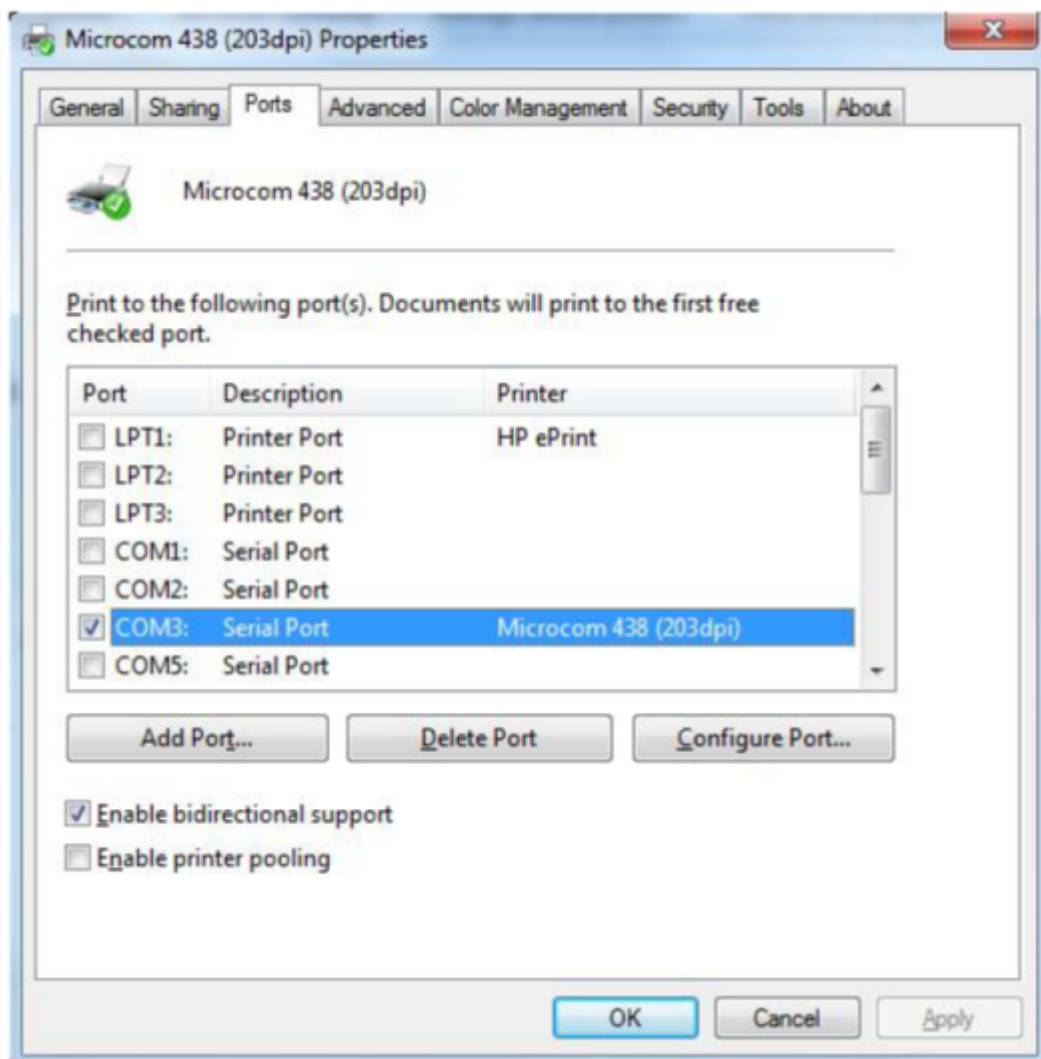 Microcom 438 (203dpi) Properties
General Sharing Ports Advanced Color Management Security Tools About
Microcom 438 (203dpi)
Print to the following port(s). Documents will print to the first free
checked port.
Port Description Printer
LPT1: Printer Port HP ePrint
LPT2: Printer Port
LPT3: Printer Port
COM1: Serial Port
COM2: Serial Port
COM3: Serial Port Microcom 438 (203dpi)
COM5: Serial Port
Add Port... Delete Port Configure Port...
Enable bidirectional support
Enable printer pooling
OK Cancel Apply